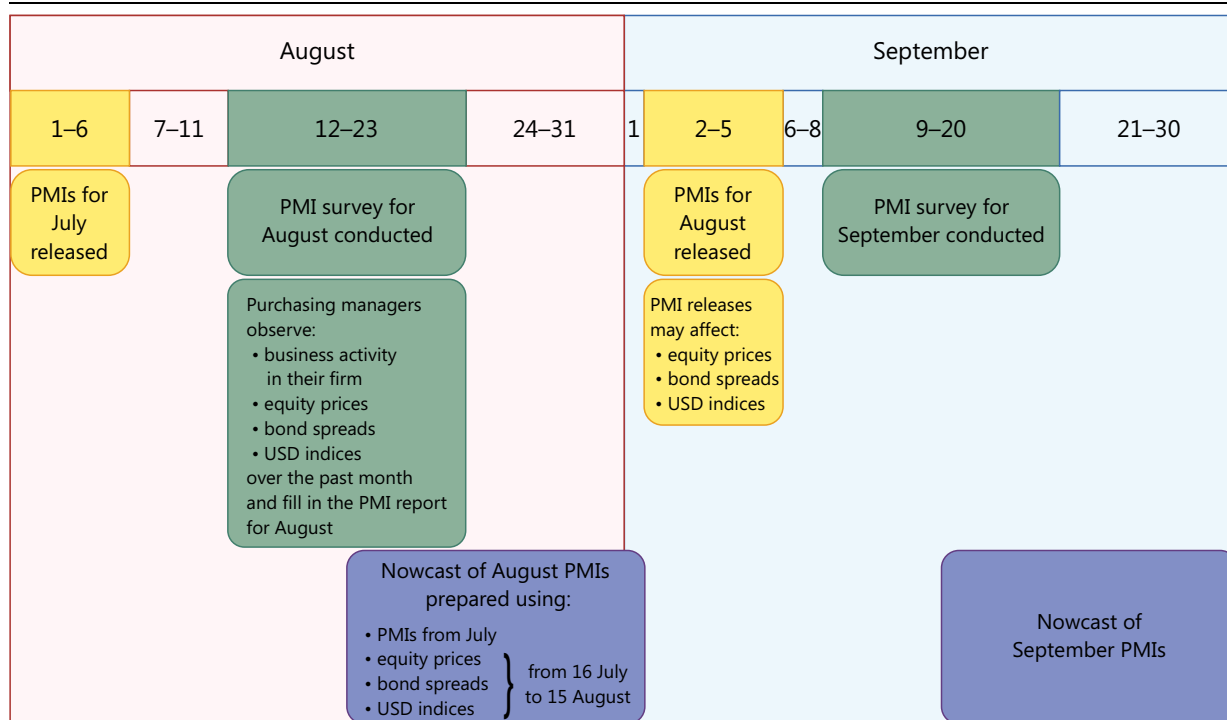 August
September
1–6
7–11
12–23
24–31
1
2–5
6–8
9–20
21–30
PMIs for
July
released
PMI survey for
August conducted
PMIs for
August
released
PMI survey for
September conducted
Purchasing managers
observe:
• business activity
in their firm
• equity prices
• bond spreads
• USD indices
over the past month
and fill in the PMI report
for August
PMI releases
may affect:
• equity prices
• bond spreads
• USD indices
Nowcast of August PMIs
prepared using:
• PMIs from July
• equity prices
• bond spreads
• USD indices
from 16 July
to 15 August
Nowcast of
September PMIs